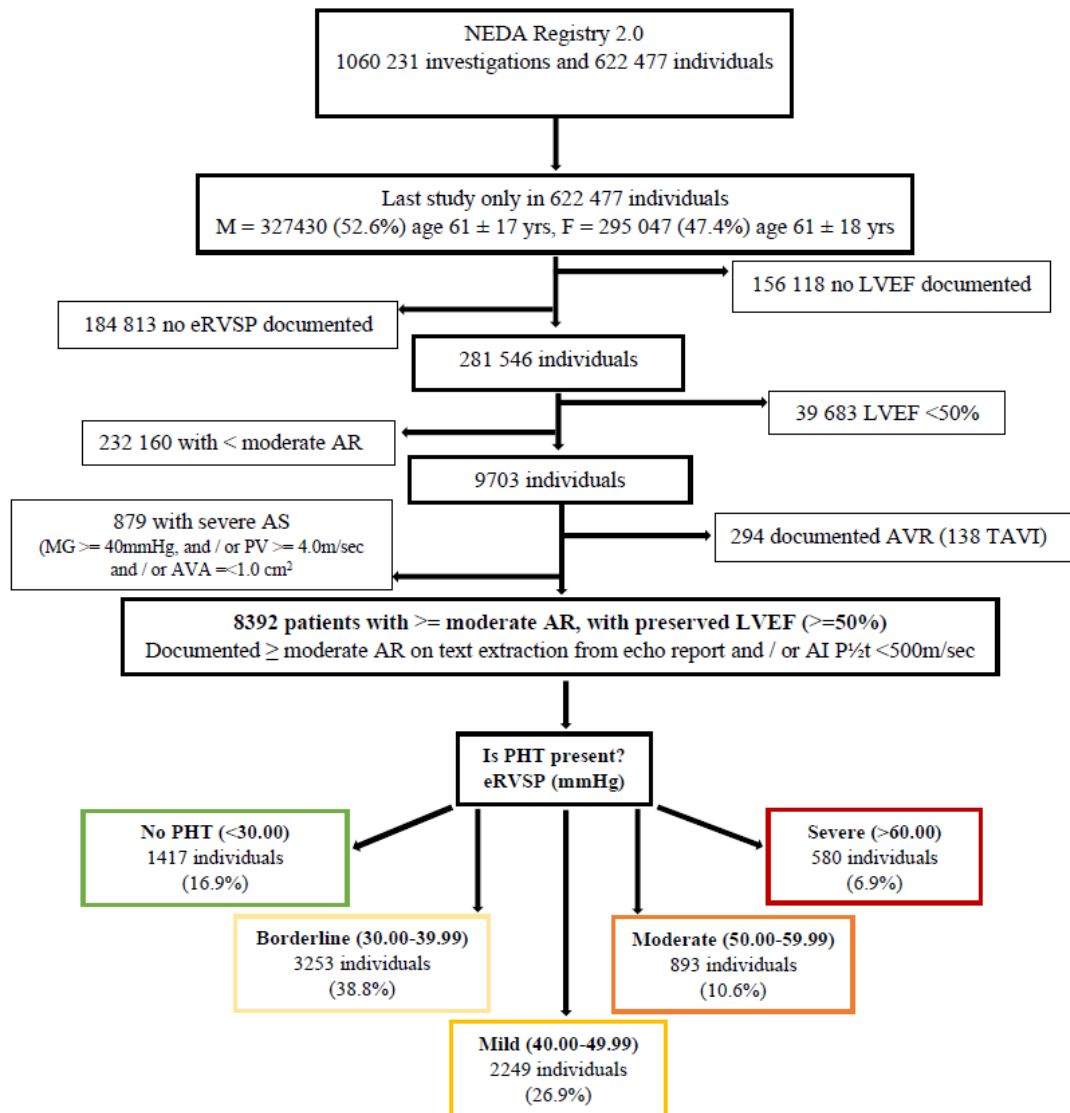 NEDA Registry 2.0
1060 231 investigations and 622 477 individuals
Last study only in 622 477 individuals
M = 327430 (52.6%) age 61 ± 17 yrs, F = 295 047 (47.4%) age 61 ± 18 yrs
156 118 no LVEF documented
184 813 no eRVSP documented
281 546 individuals
39 683 LVEF <50%
232 160 with < moderate AR
9703 individuals
879 with severe AS
(MG >= 40mmHg, and / or PV >= 4.0m/sec
and / or AVA =<1.0 cm²
294 documented AVR (138 TAVI)
8392 patients with >= moderate AR, with preserved LVEF (>=50%)
Documented ≥ moderate AR on text extraction from echo report and / or AI P½t <500m/sec
Is PHT present?
eRVSP (mmHg)
No PHT (<30.00)
1417 individuals
(16.9%)
Severe (>60.00)
580 individuals
(6.9%)
Borderline (30.00-39.99)
3253 individuals
(38.8%)
Moderate (50.00-59.99)
893 individuals
(10.6%)
Mild (40.00-49.99)
2249 individuals
(26.9%)